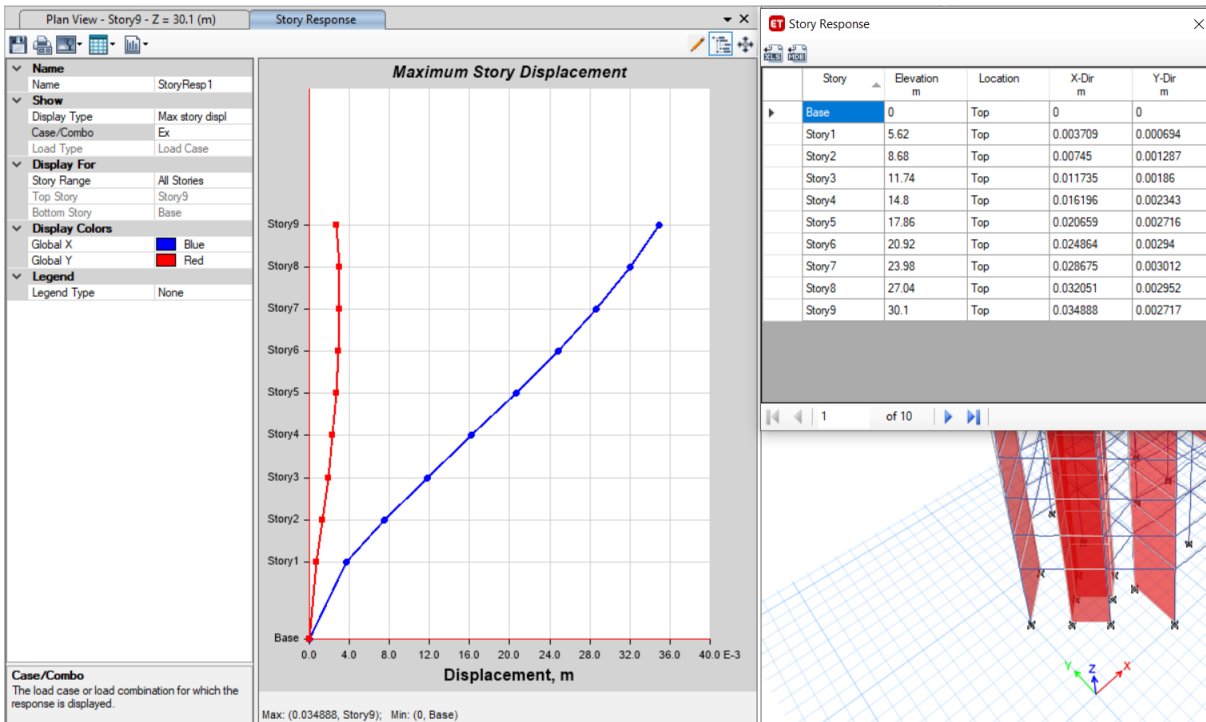 Plan View - Story9 - Z = 30.1 (m)
Story Response
Name
Name StoryResp1
Show
Display Type Max story displ
Case/Combo Ex
Load Type Load Case
Display For
Story Range All Stories
Top Story Story9
Bottom Story Base
Display Colors
Global X Blue
Global Y Red
Legend
Legend Type None
Case/Combo
The load case or load combination for which the
response is displayed.
Maximum Story Displacement
Story9
Story8
Story7
Story6
Story5
Story4
Story3
Story2
Story1
Base
0.0 4.0 8.0 12.0 16.0 20.0 24.0 28.0 32.0 36.0 40.0 E-3
Displacement, m
Max: (0.034888, Story9); Min: (0, Base)
ET Story Response
XLS MDB
Story Elevation Location X-Dir Y-Dir
m m m
Base 0 Top 0 0
Story1 5.62 Top 0.003709 0.000694
Story2 8.68 Top 0.00745 0.001287
Story3 11.74 Top 0.011735 0.00186
Story4 14.8 Top 0.016196 0.002343
Story5 17.86 Top 0.020659 0.002716
Story6 20.92 Top 0.024864 0.00294
Story7 23.98 Top 0.028675 0.003012
Story8 27.04 Top 0.032051 0.002952
Story9 30.1 Top 0.034888 0.002717
1 of 10
Y Z X